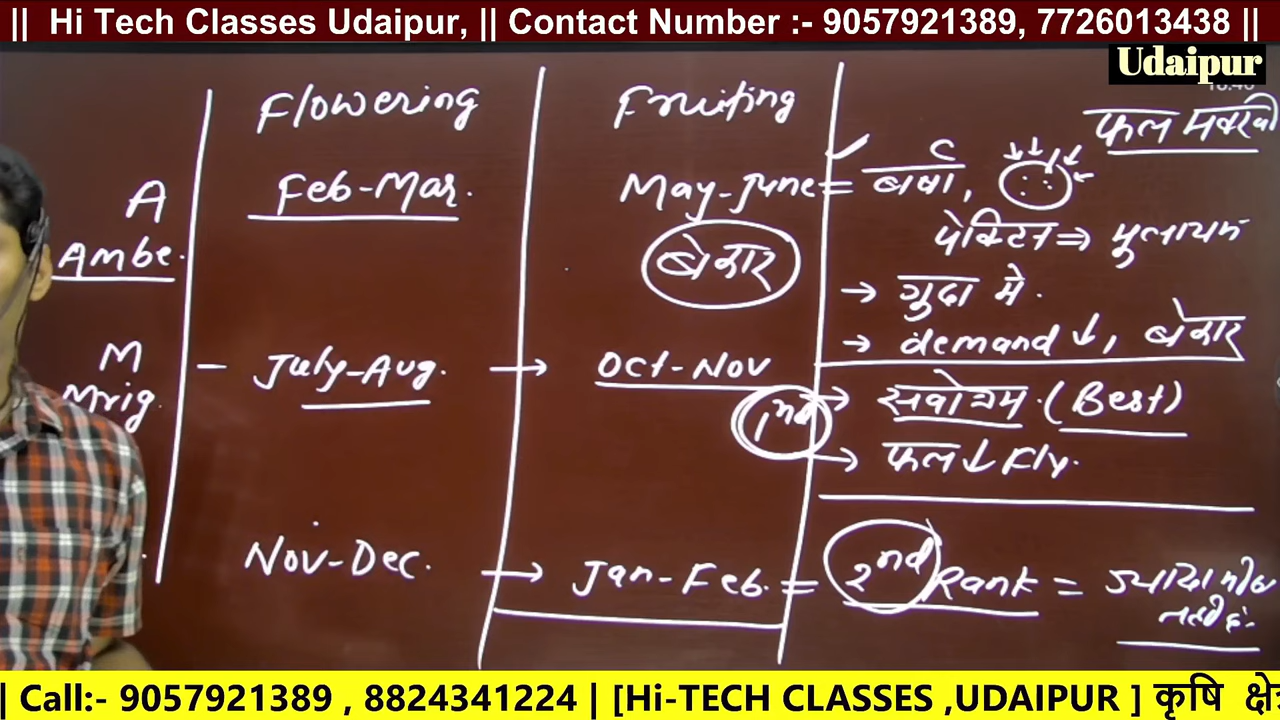 || Hi Tech Classes Udaipur, || Contact Number :- 9057921389, 7726013438 ||
Udaipur
Flowering Fruiting
फल मक्खी
A Feb-Mar. May-June = वर्षा,
Ambe.
बेकार
पेक्टिन ⇒ मुलायम
→ गुदा मे.
→ demand ↓, बेकार
M - July-Aug. → Oct-Nov
Mrig.
→ सर्वोत्तम. (Best)
→ फल ↓ Fly.
Nov-Dec. → Jan-Feb. = 2nd Rank =
| Call:- 9057921389 , 8824341224 | [Hi-TECH CLASSES ,UDAIPUR ] कृषि